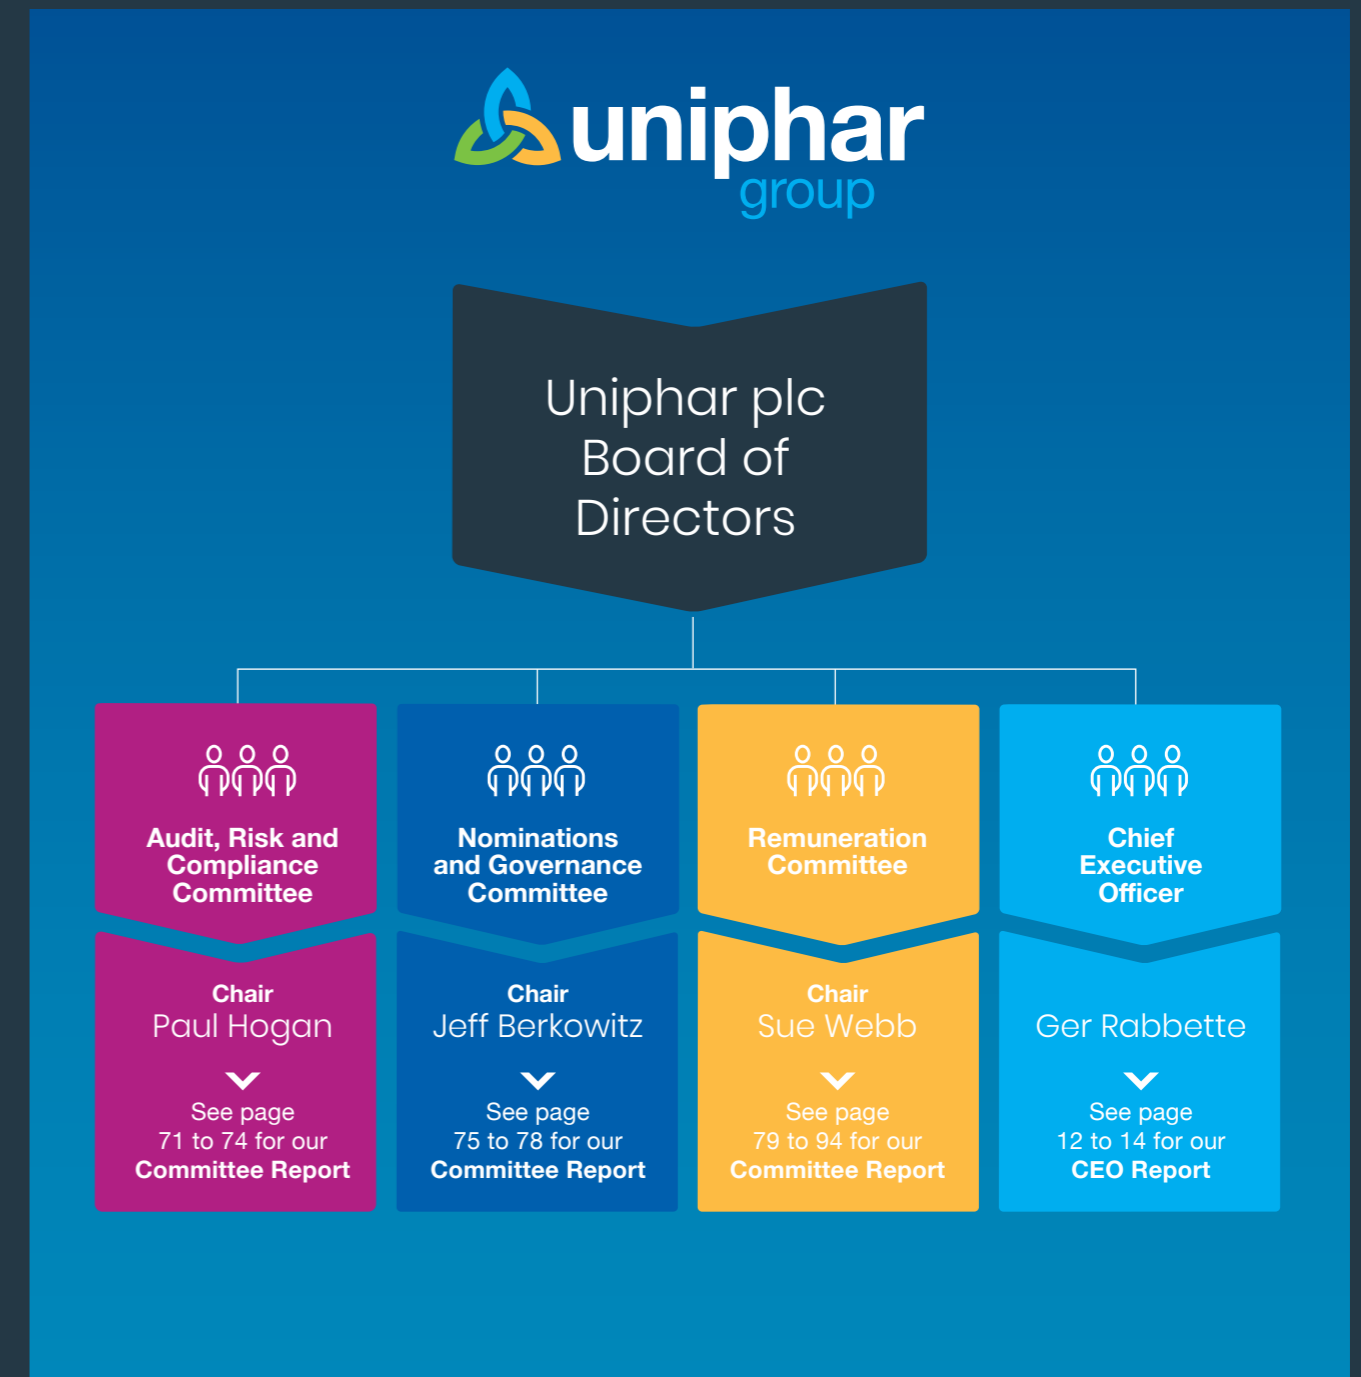 uniphar
group
Uniphar plc
Board of
Directors
Audit, Risk and
Compliance
Committee
Chair
Paul Hogan
See page
71 to 74 for our
Committee Report
Nominations
and Governance
Committee
Chair
Jeff Berkowitz
See page
75 to 78 for our
Committee Report
Remuneration
Committee
Chair
Sue Webb
See page
79 to 94 for our
Committee Report
Chief
Executive
Officer
Ger Rabbette
See page
12 to 14 for our
CEO Report